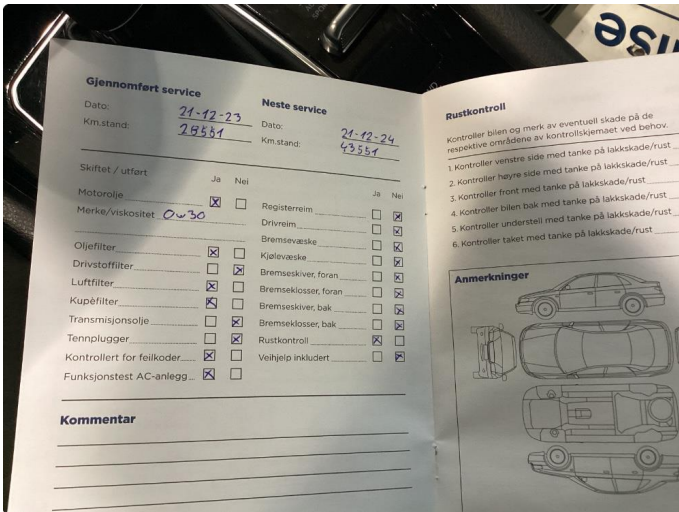 Gjennomført service
Dato: 21-12-23
Km.stand: 28551
Neste service
Dato: 21-12-24
Km.stand: 43551
Skiftet / utført
Ja Nei
Motorolje
Merke/viskositet 0w30
Oljefilter
Drivstoffilter
Luftfilter
Kupèfilter
Transmisjonsolje
Tennplugger
Kontrollert for feilkoder
Funksjonstest AC-anlegg
Ja Nei
Registerreim
Drivreim
Bremsevæske
Kjølevæske
Bremseskiver, foran
Bremseklosser, foran
Bremseskiver, bak
Bremseklosser, bak
Rustkontroll
Veihjelp inkludert
Kommentar
Rustkontroll
Kontroller bilen og merk av eventuell skade på de
respektive områdene av kontrollskjemaet ved behov.
1. Kontroller venstre side med tanke på lakkskade/rust
2. Kontroller høyre side med tanke på lakkskade/rust
3. Kontroller front med tanke på lakkskade/rust
4. Kontroller bilen bak med tanke på lakkskade/rust
5. Kontroller understell med tanke på lakkskade/rust
6. Kontroller taket med tanke på lakkskade/rust
Anmerkninger